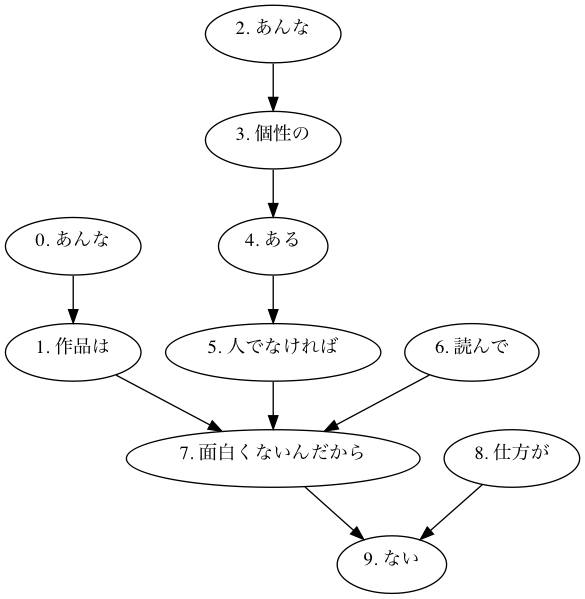 2. あんな
3. 個性の
0. あんな
4. ある
1. 作品は
5. 人でなければ
6. 読んで
7. 面白くないんだから
8. 仕方が
9. ない